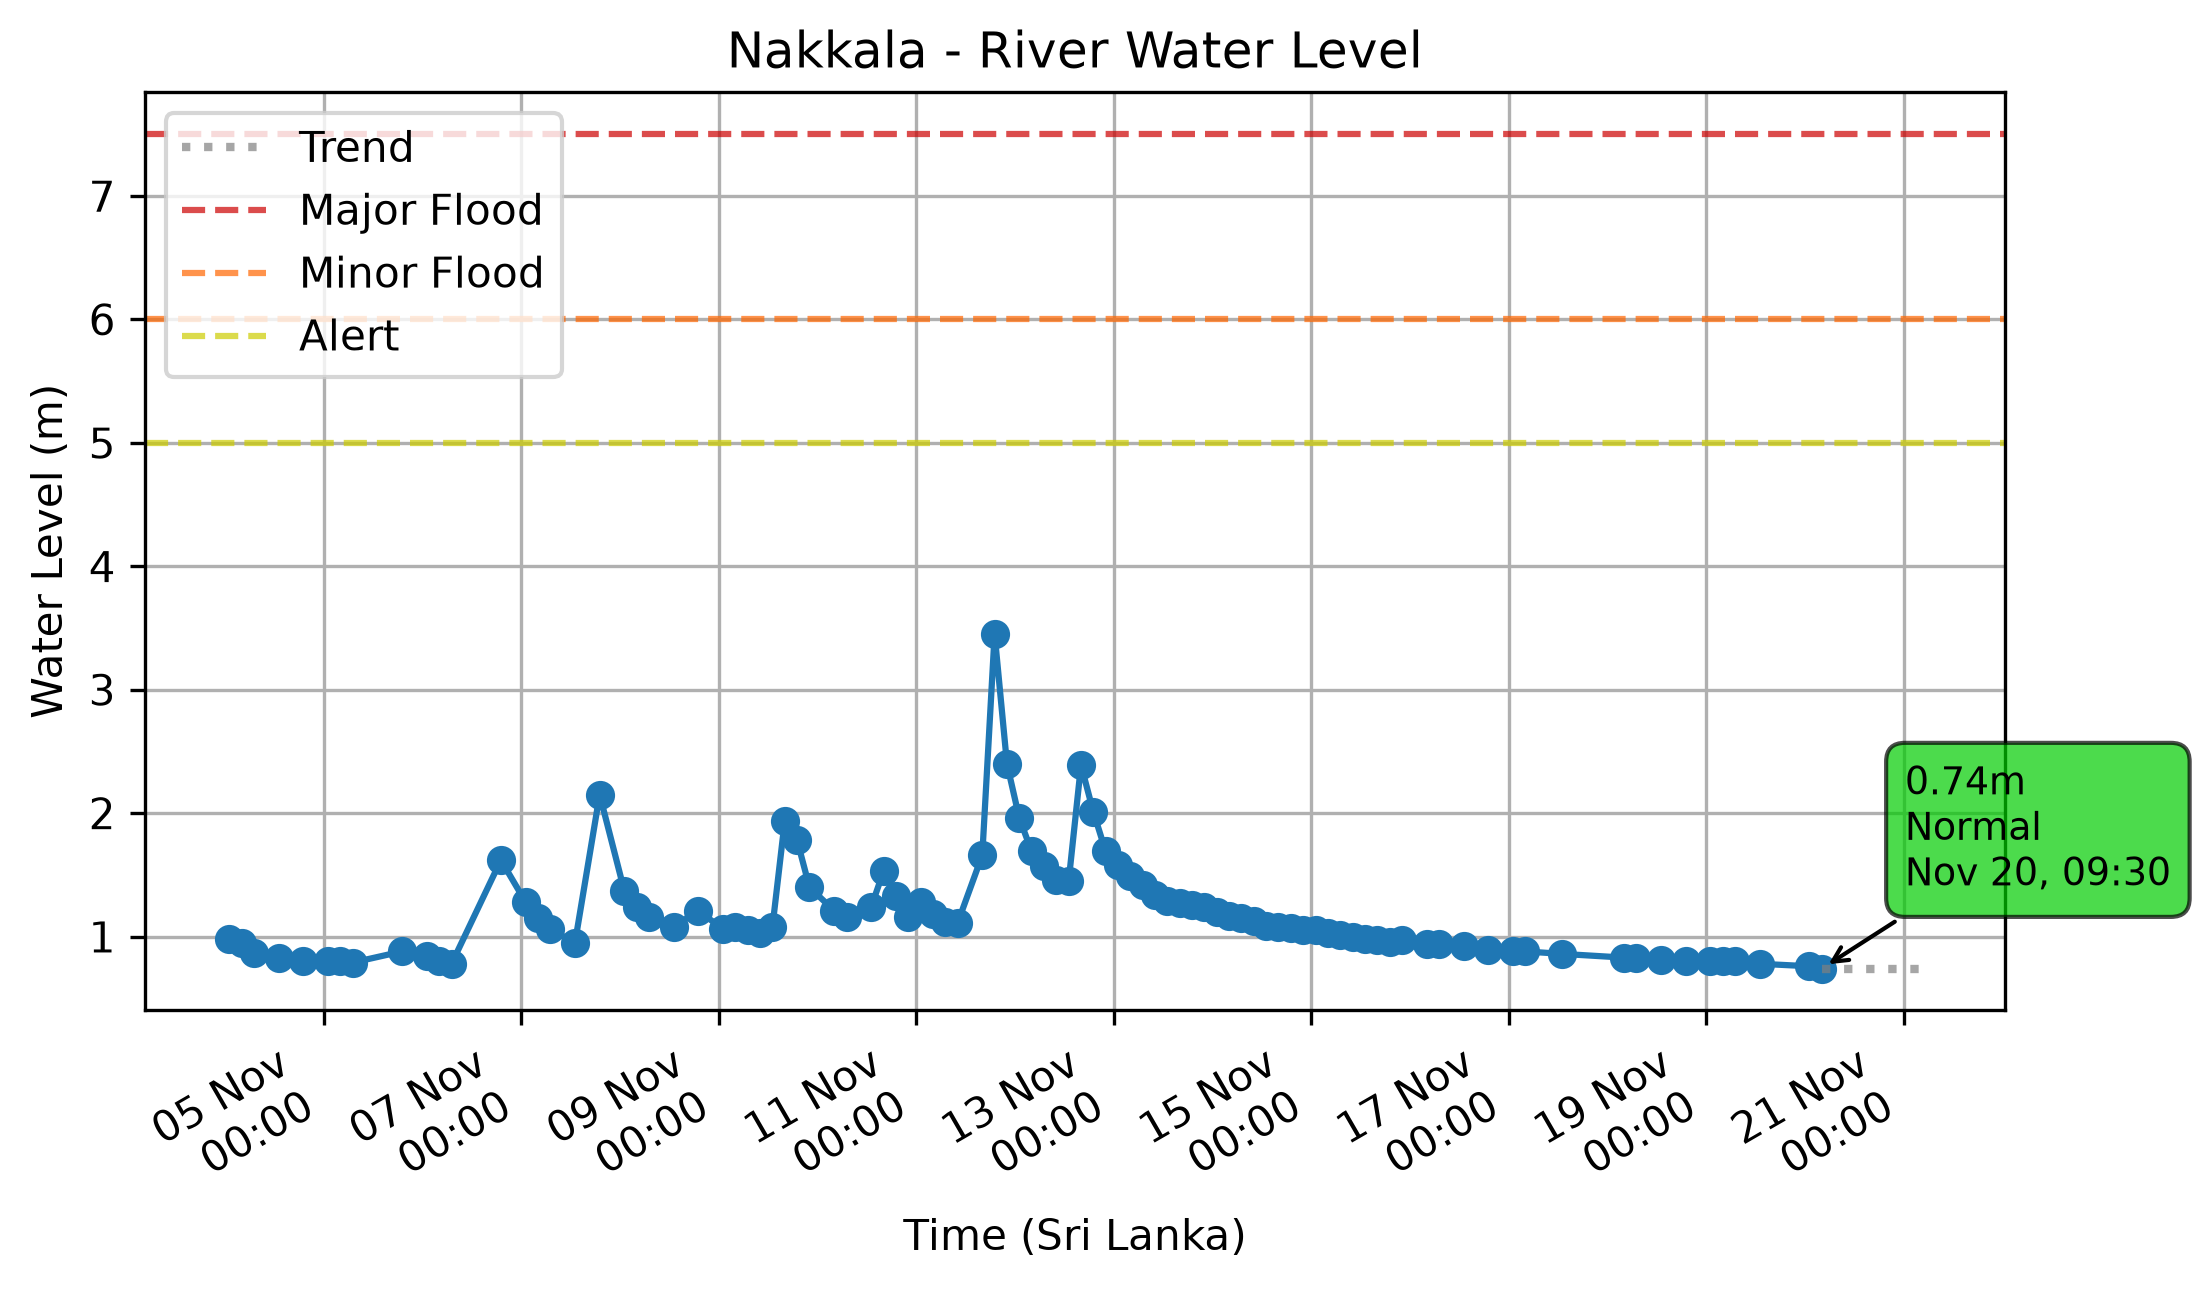 Nakkala - River Water Level
Trend
Major Flood
Minor Flood
Alert
Water Level (m)
7
6
5
4
3
2
1
0.74m
Normal
Nov 20, 09:30
05 Nov
00:00
07 Nov
00:00
09 Nov
00:00
11 Nov
00:00
13 Nov
00:00
15 Nov
00:00
17 Nov
00:00
19 Nov
00:00
21 Nov
00:00
Time (Sri Lanka)